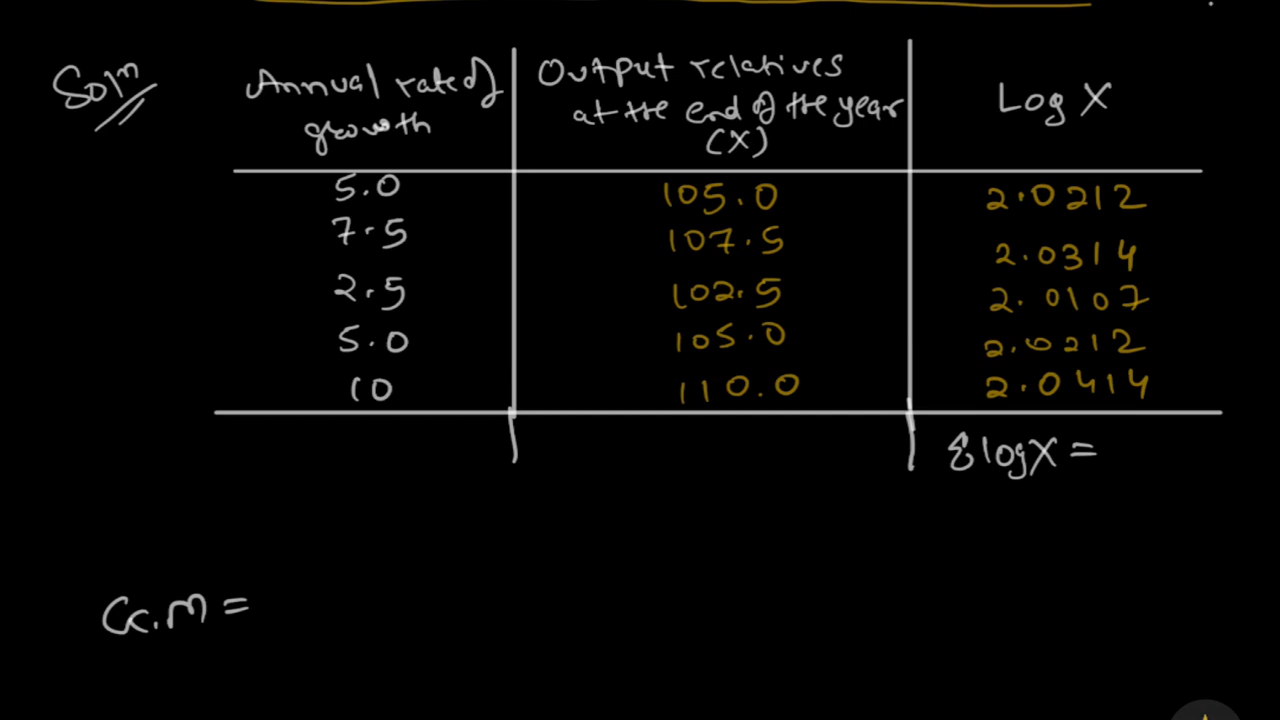 Solⁿ
Annual rate of growth
Output relatives at the end of the year (X)
Log X
5.0 105.0 2.0212
7.5 107.5 2.0314
2.5 102.5 2.0107
5.0 105.0 2.0212
10 110.0 2.0414
Σ log X =
G.M =